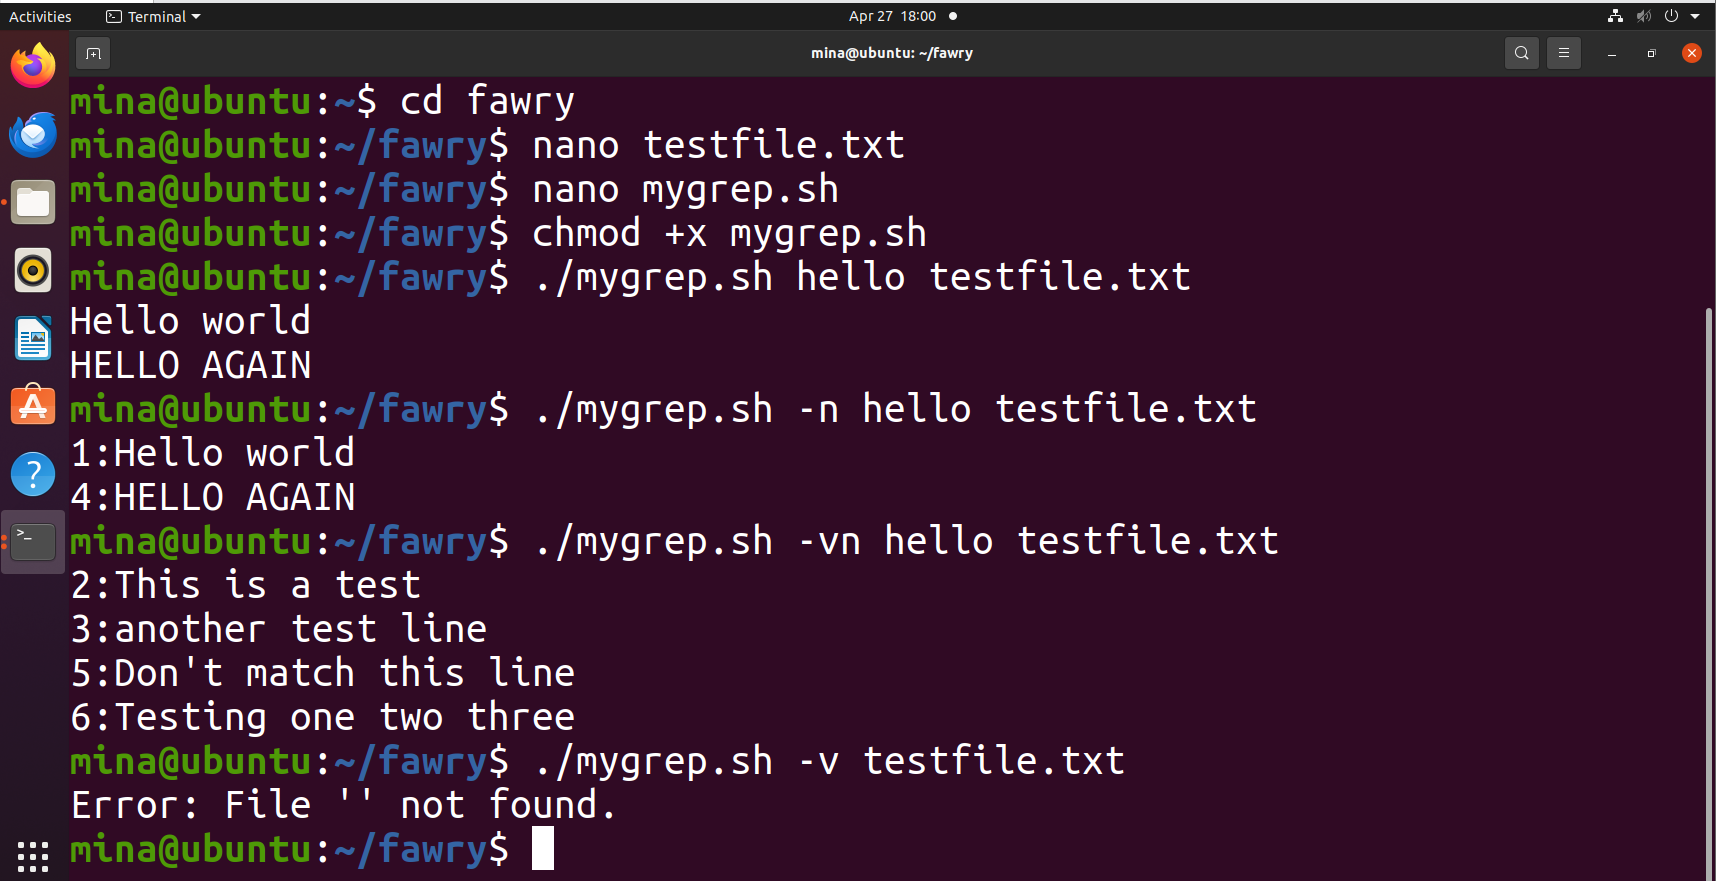 Activities
Terminal
Apr 27 18:00
mina@ubuntu: ~/fawry
mina@ubuntu:~$ cd fawry
mina@ubuntu:~/fawry$ nano testfile.txt
mina@ubuntu:~/fawry$ nano mygrep.sh
mina@ubuntu:~/fawry$ chmod +x mygrep.sh
mina@ubuntu:~/fawry$ ./mygrep.sh hello testfile.txt
Hello world
HELLO AGAIN
mina@ubuntu:~/fawry$ ./mygrep.sh -n hello testfile.txt
1:Hello world
4:HELLO AGAIN
mina@ubuntu:~/fawry$ ./mygrep.sh -vn hello testfile.txt
2:This is a test
3:another test line
5:Don't match this line
6:Testing one two three
mina@ubuntu:~/fawry$ ./mygrep.sh -v testfile.txt
Error: File '' not found.
mina@ubuntu:~/fawry$